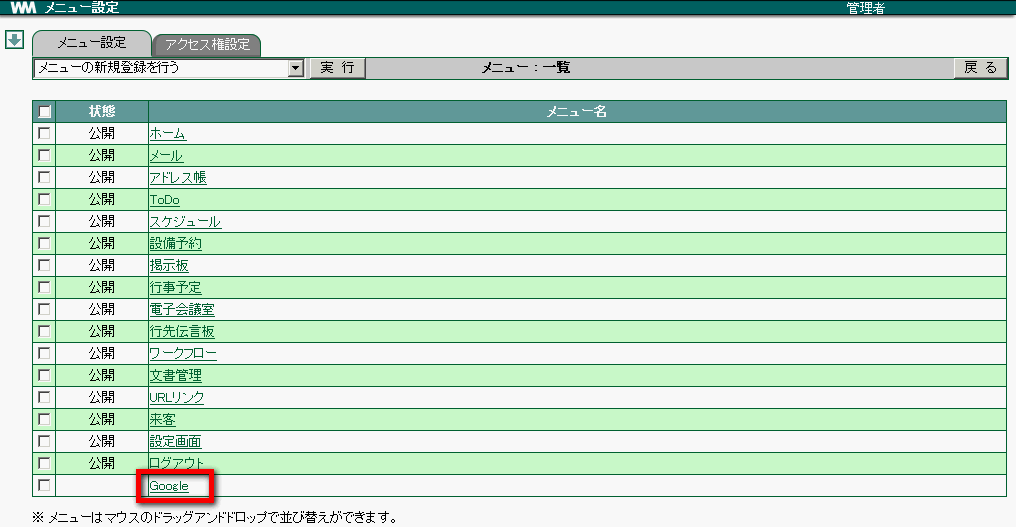 WM メニュー設定 管理者
メニュー設定 アクセス権設定
メニューの新規登録を行う 実 行 メニュー：一覧 戻 る
状態 メニュー名
公開 ホーム
公開 メール
公開 アドレス帳
公開 ToDo
公開 スケジュール
公開 設備予約
公開 掲示板
公開 行事予定
公開 電子会議室
公開 行先伝言板
公開 ワークフロー
公開 文書管理
公開 URLリンク
公開 来客
公開 設定画面
公開 ログアウト
Google
※ メニューはマウスのドラッグアンドドロップで並び替えができます。